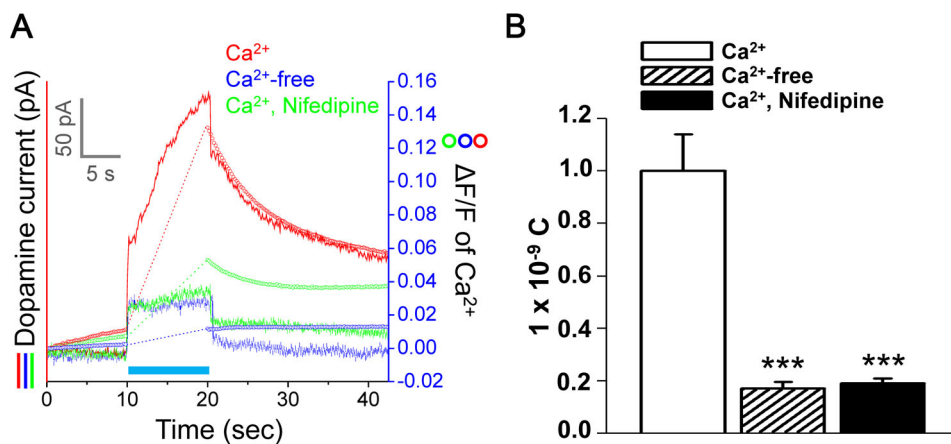 A
Ca²⁺
Ca²⁺-free
Ca²⁺, Nifedipine
Dopamine current (pA)
50 pA
5 s
0.16
0.14
0.12
0.10
0.08
0.06
0.04
0.02
0.00
-0.02
ΔF/F of Ca²⁺
0 10 20 30 40
Time (sec)
B
Ca²⁺
Ca²⁺-free
Ca²⁺, Nifedipine
1 x 10⁻⁹ C
1.2
1.0
0.8
0.6
0.4
0.2
0.0
*** ***